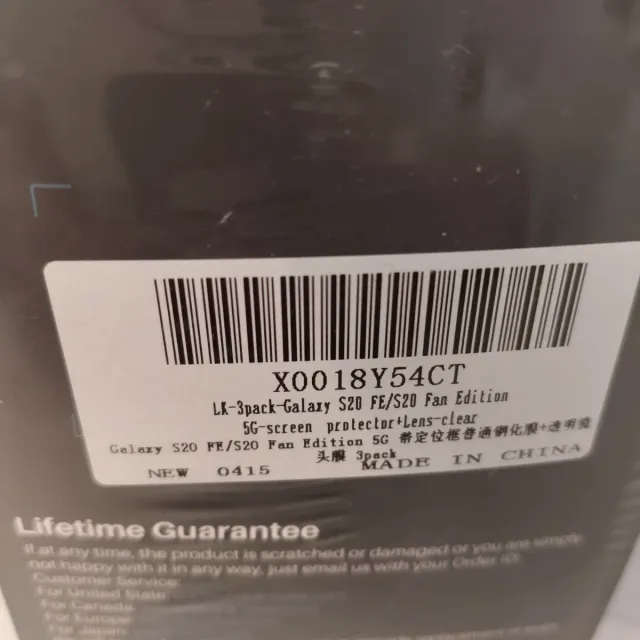 X0018Y54CT
LK-3pack-Galaxy S20 FE/S20 Fan Edition
5G-screen protector+Lens-clear
Galaxy S20 FE/S20 Fan Edition 5G 带定位框普通钢化膜+透明镜
头膜 3pack
NEW 0415 MADE IN CHINA
Lifetime Guarantee
If at any time, the product is scratched or damaged or you are simply
not happy with it in any way, just email us with your Order ID.
Customer Service:
For United State:
For Canada:
For Europe:
For Japan: